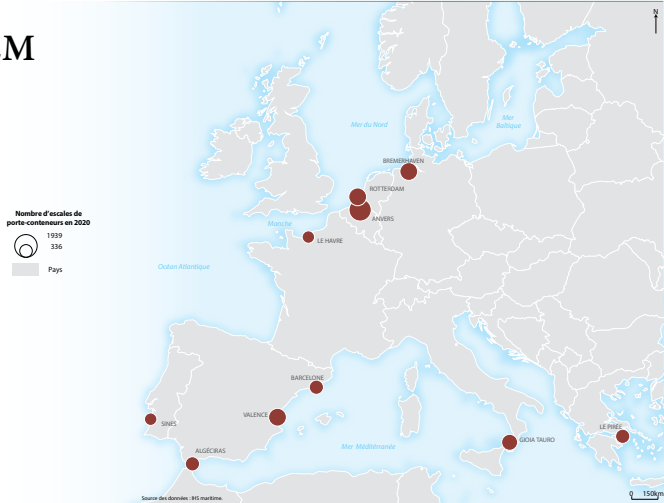 M
N
Mer du Nord
Mer
Baltique
BREMERHAVEN
ROTTERDAM
ANVERS
Nombre d'escales de
porte-conteneurs en 2020
1939
336
Pays
Manche
LE HAVRE
Océan Atlantique
BARCELONE
VALENCE
SINES
LE PIRÉE
GIOIA TAURO
Mer Méditérranée
ALGÉCIRAS
Source des données : IHS maritime.
0 150km